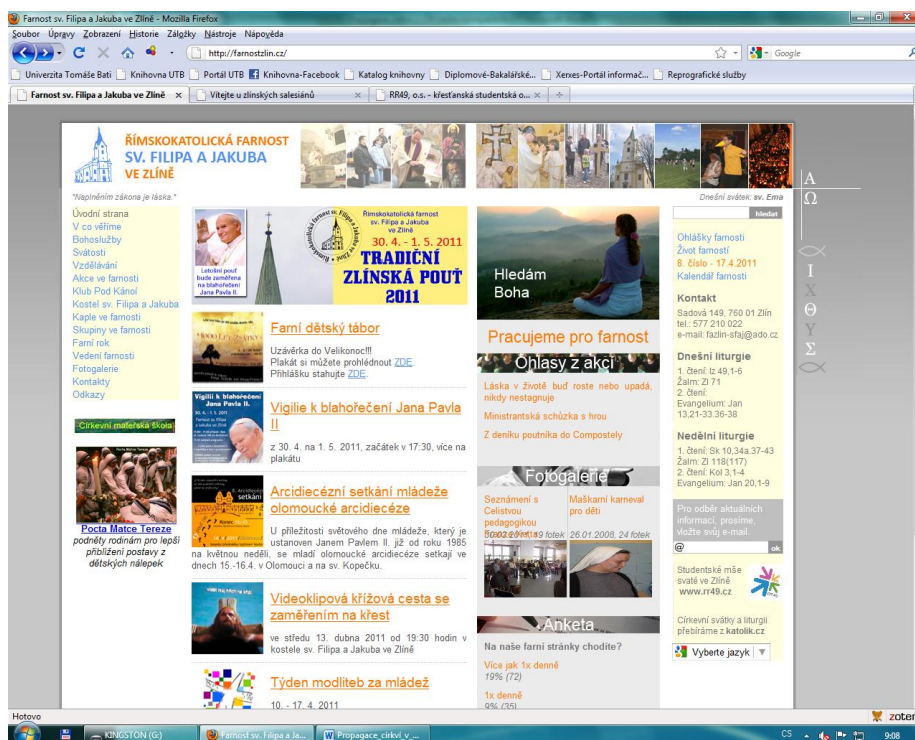 Farnost sv. Filipa a Jakuba ve Zlíně - Mozilla Firefox
Soubor Úpravy Zobrazení Historie Záložky Nástroje Nápověda
http://farnostzlin.cz/
Google
Univerzita Tomáše Bati Knihovna UTB Portál UTB Knihovna-Facebook Katalog knihovny Diplomové-Bakalářské... Xerxes-Portál informač... Reprografické služby
Farnost sv. Filipa a Jakuba ve Zlíně Vítejte u zlínských salesiánů RR49, o.s. - křesťanská studentská o...
ŘÍMSKOKATOLICKÁ FARNOST
SV. FILIPA A JAKUBA
VE ZLÍNĚ
"Naplněním zákona je láska."
Dnešní svátek: sv. Ema
Α
Ω
Ι
Χ
Θ
Υ
Σ
Úvodní strana
V co věříme
Bohoslužby
Svátosti
Vzdělávání
Akce ve farnosti
Klub Pod Kánoí
Kostel sv. Filipa a Jakuba
Kaple ve farnosti
Skupiny ve farnosti
Farní rok
Vedení farnosti
Fotogalerie
Kontakty
Odkazy
Církevní mateřská škola
Pocta Matce Tereze
Pocta Matce Tereze
podněty rodinám pro lepší
přiblížení postavy z
dětských nálepek
Letošní pouť
bude zaměřena
na blahořečení
Jana Pavla II.
Římskokatolická farnost
sv. Filipa a Jakuba
ve Zlíně
30. 4. - 1. 5. 2011
TRADIČNÍ
ZLÍNSKÁ POUŤ
2011
Farní dětský tábor
Uzávěrka do Velikonoc!!!
Plakát si můžete prohlédnout ZDE.
Přihlášku stahujte ZDE.
Vigilie k blahořečení
Jana Pavla II.
Vigilie k blahořečení Jana Pavla
II
z 30. 4. na 1. 5. 2011, začátek v 17:30, více na
plakátu
setkání
Arcidiecézní setkání mládeže
olomoucké arcidiecéze
U příležitosti světového dne mládeže, který je
ustanoven Janem Pavlem II. již od roku 1985
na květnou neděli, se mladí olomoucké arcidiecéze setkají ve
dnech 15.-16.4. v Olomouci a na sv. Kopečku.
Videoklipová křížová cesta se
zaměřením na křest
ve středu 13. dubna 2011 od 19:30 hodin v
kostele sv. Filipa a Jakuba ve Zlíně
Týden modliteb za mládež
10. - 17. 4. 2011
Hledám
Boha
Pracujeme pro farnost
Ohlasy z akcí
Láska v životě buď roste nebo upadá,
nikdy nestagnuje
Ministrantská schůzka s hrou
Z deníku poutníka do Compostely
Fotogalerie
Seznámení s
Celistvou
pedagogikou
Maškarní karneval
pro děti
26.01.2008, 24 fotek
Anketa
Na naše farní stránky chodíte?
Více jak 1x denně
19% (72)
1x denně
9% (35)
hledat
Ohlášky farnosti
Život farností
8. číslo - 17.4.2011
Kalendář farnosti
Kontakt
Sadová 149, 760 01 Zlín
tel.: 577 210 022
e-mail: fazlin-sfaj@ado.cz
Dnešní liturgie
1. čtení: Iz 49,1-6
Žalm: Zl 71
2. čtení:
Evangelium: Jan
13,21-33.36-38
Nedělní liturgie
1. čtení: Sk 10,34a.37-43
Žalm: Zl 118(117)
2. čtení: Kol 3,1-4
Evangelium: Jan 20,1-9
Pro odběr aktuálních
informací, prosíme,
vložte svůj e-mail.
@ ok
Studentské mše
svaté ve Zlíně
www.rr49.cz
Církevní svátky a liturgii
přebíráme z katolik.cz
Vyberte jazyk
Hotovo
zoter
KINGSTON (G:) Farnost sv. Filipa a Ja... Propagace_církví_v_...
CS 9:08